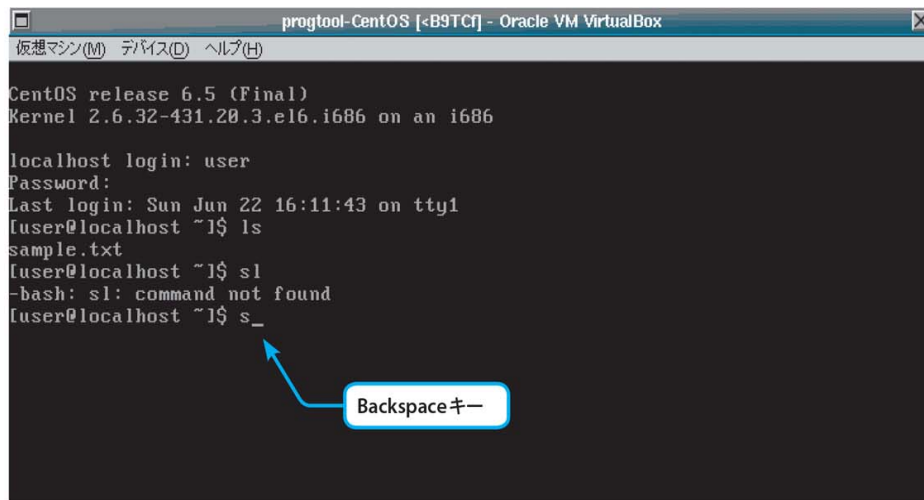 progtool-CentOS [<B9TCf] - Oracle VM VirtualBox
仮想マシン(M) デバイス(D) ヘルプ(H)
CentOS release 6.5 (Final)
Kernel 2.6.32-431.20.3.el6.i686 on an i686
localhost login: user
Password:
Last login: Sun Jun 22 16:11:43 on tty1
[user@localhost ~]$ ls
sample.txt
[user@localhost ~]$ sl
-bash: sl: command not found
[user@localhost ~]$ s_
Backspaceキー